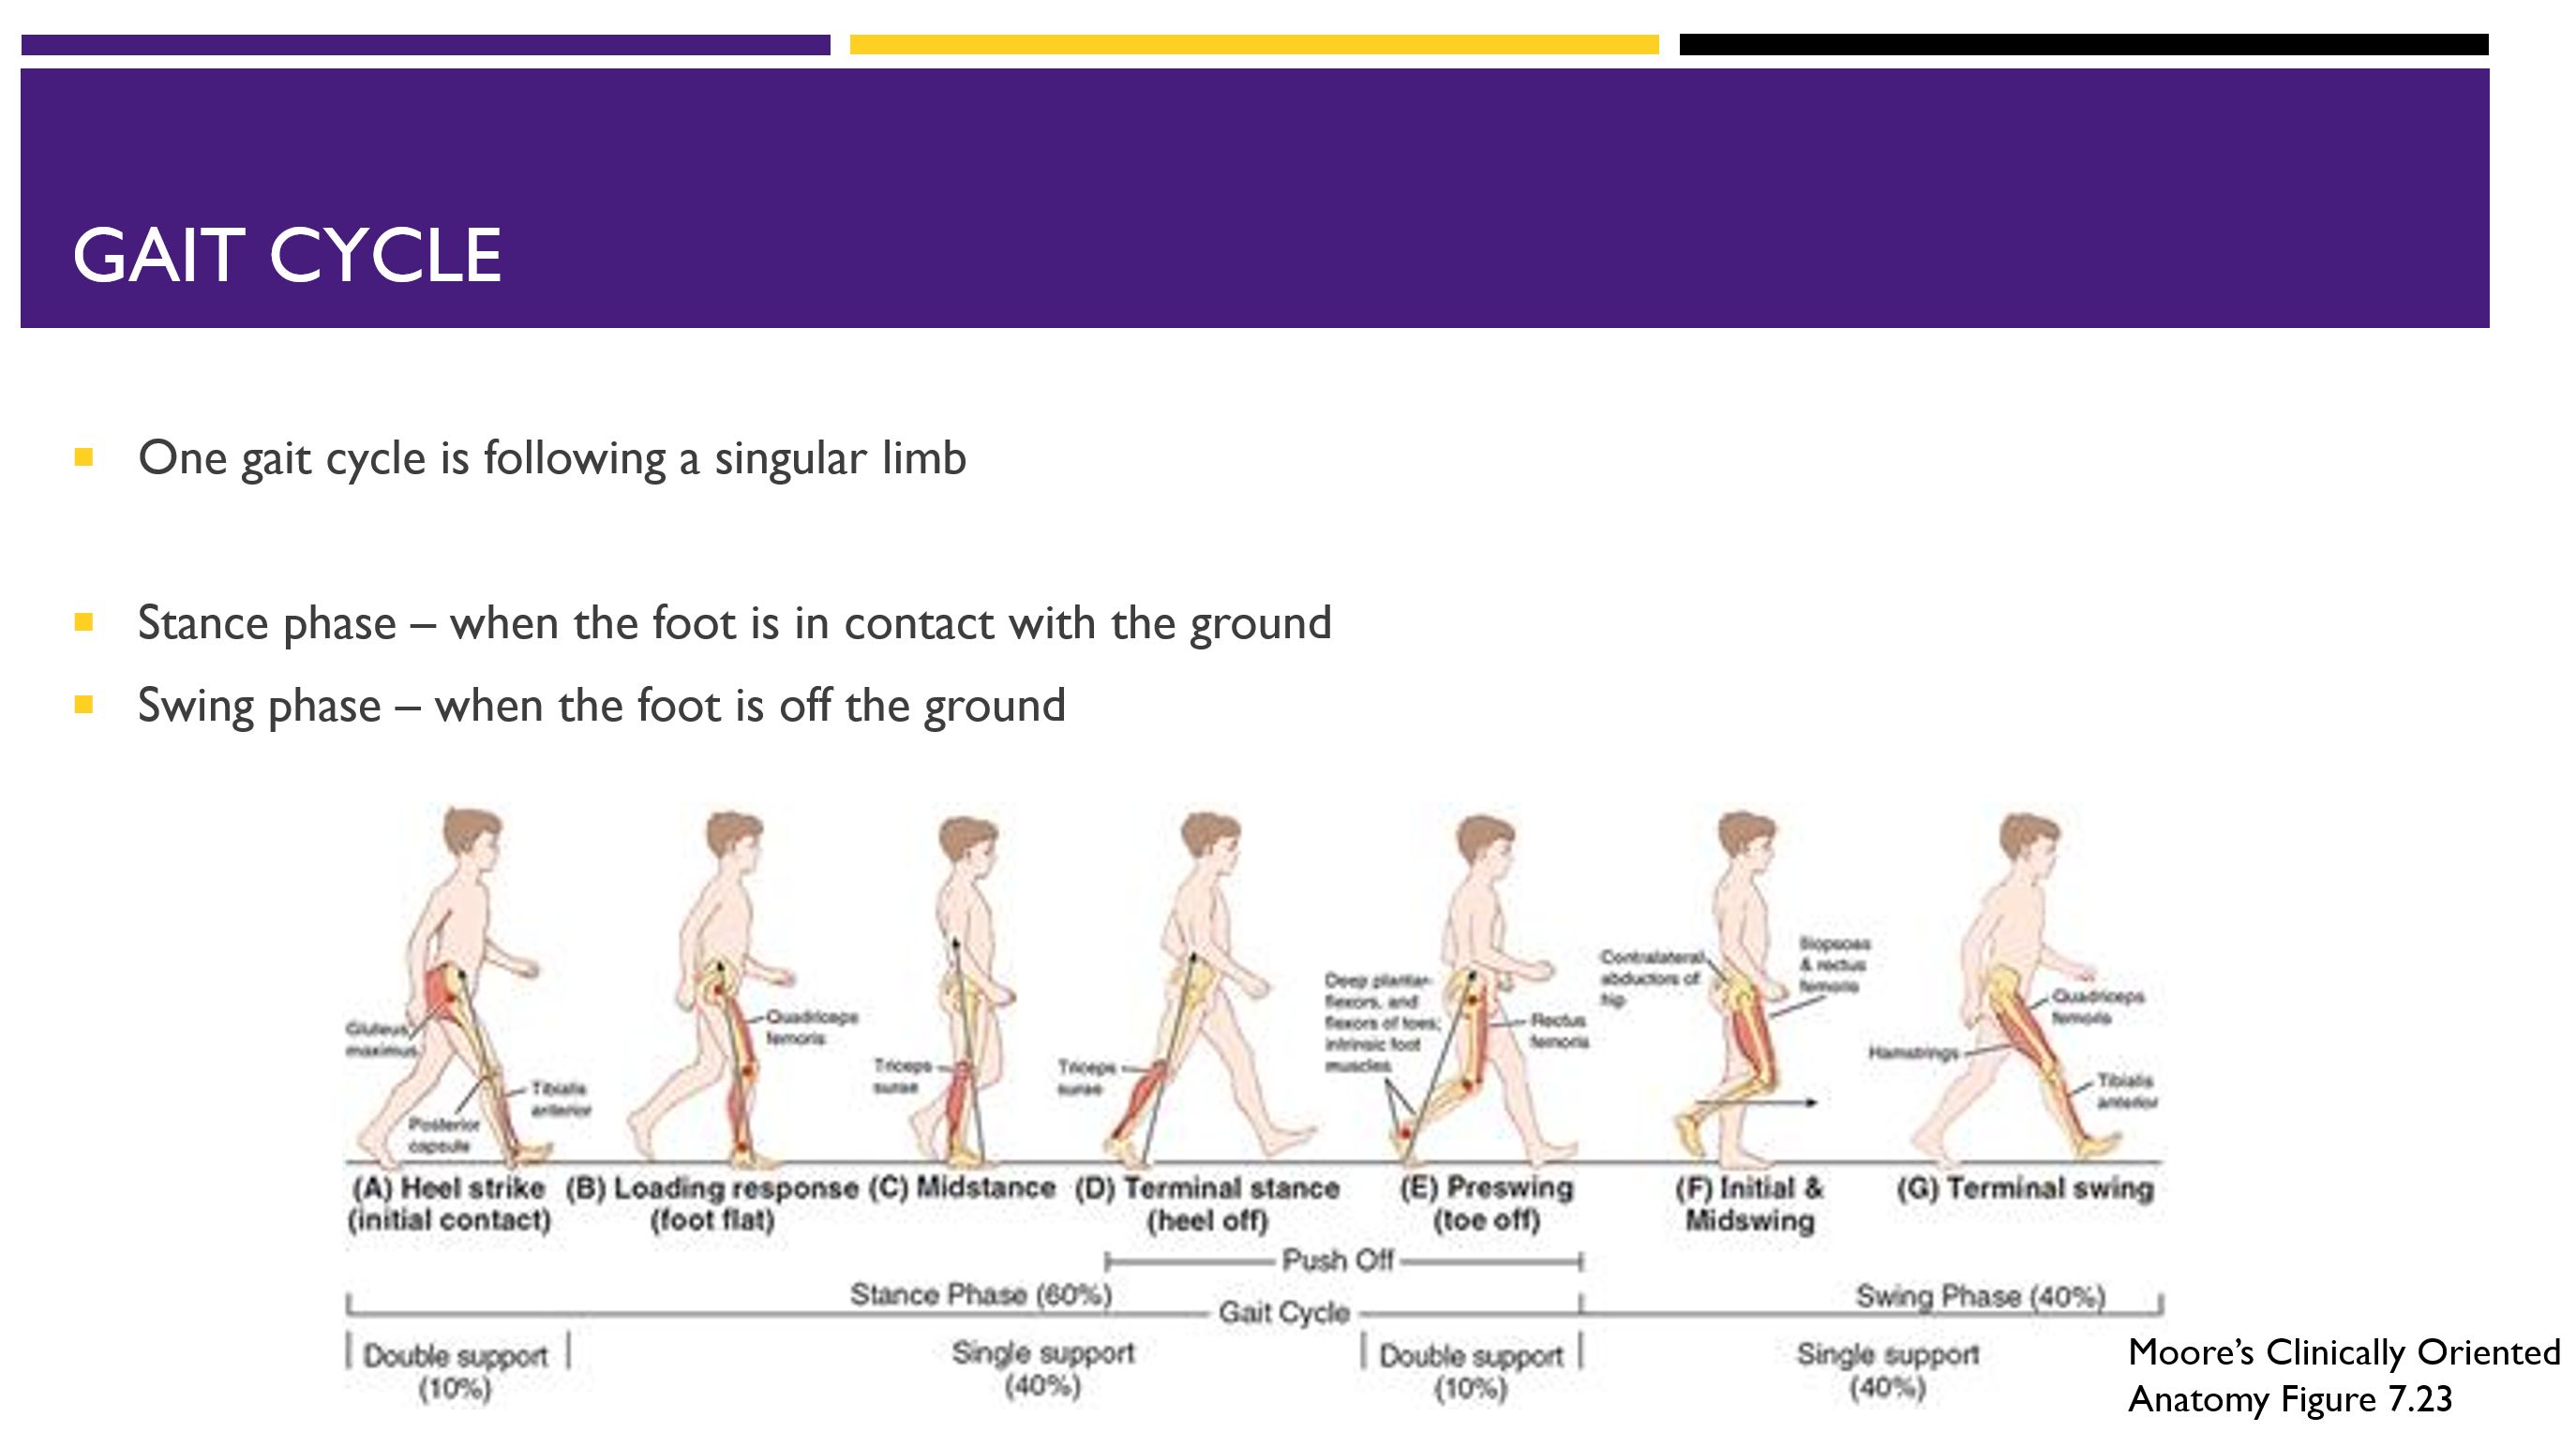 GAIT CYCLE
One gait cycle is following a singular limb
Stance phase – when the foot is in contact with the ground
Swing phase – when the foot is off the ground
Gluteus
maximus
Posterior
capsule
Tibialis
anterior
Quadriceps
femoris
Triceps
surae
Triceps
surae
Deep plantar-
flexors, and
flexors of toes;
intrinsic foot
muscles
Rectus
femoris
Contralateral
abductors of
hip
Iliopsoas
& rectus
femoris
Hamstrings
Quadriceps
femoris
Tibialis
anterior
(A) Heel strike
(initial contact)
(B) Loading response
(foot flat)
(C) Midstance
(D) Terminal stance
(heel off)
(E) Preswing
(toe off)
(F) Initial &
Midswing
(G) Terminal swing
Push Off
Stance Phase (60%)
Gait Cycle
Swing Phase (40%)
Double support
(10%)
Single support
(40%)
Double support
(10%)
Single support
(40%)
Moore’s Clinically Oriented
Anatomy Figure 7.23